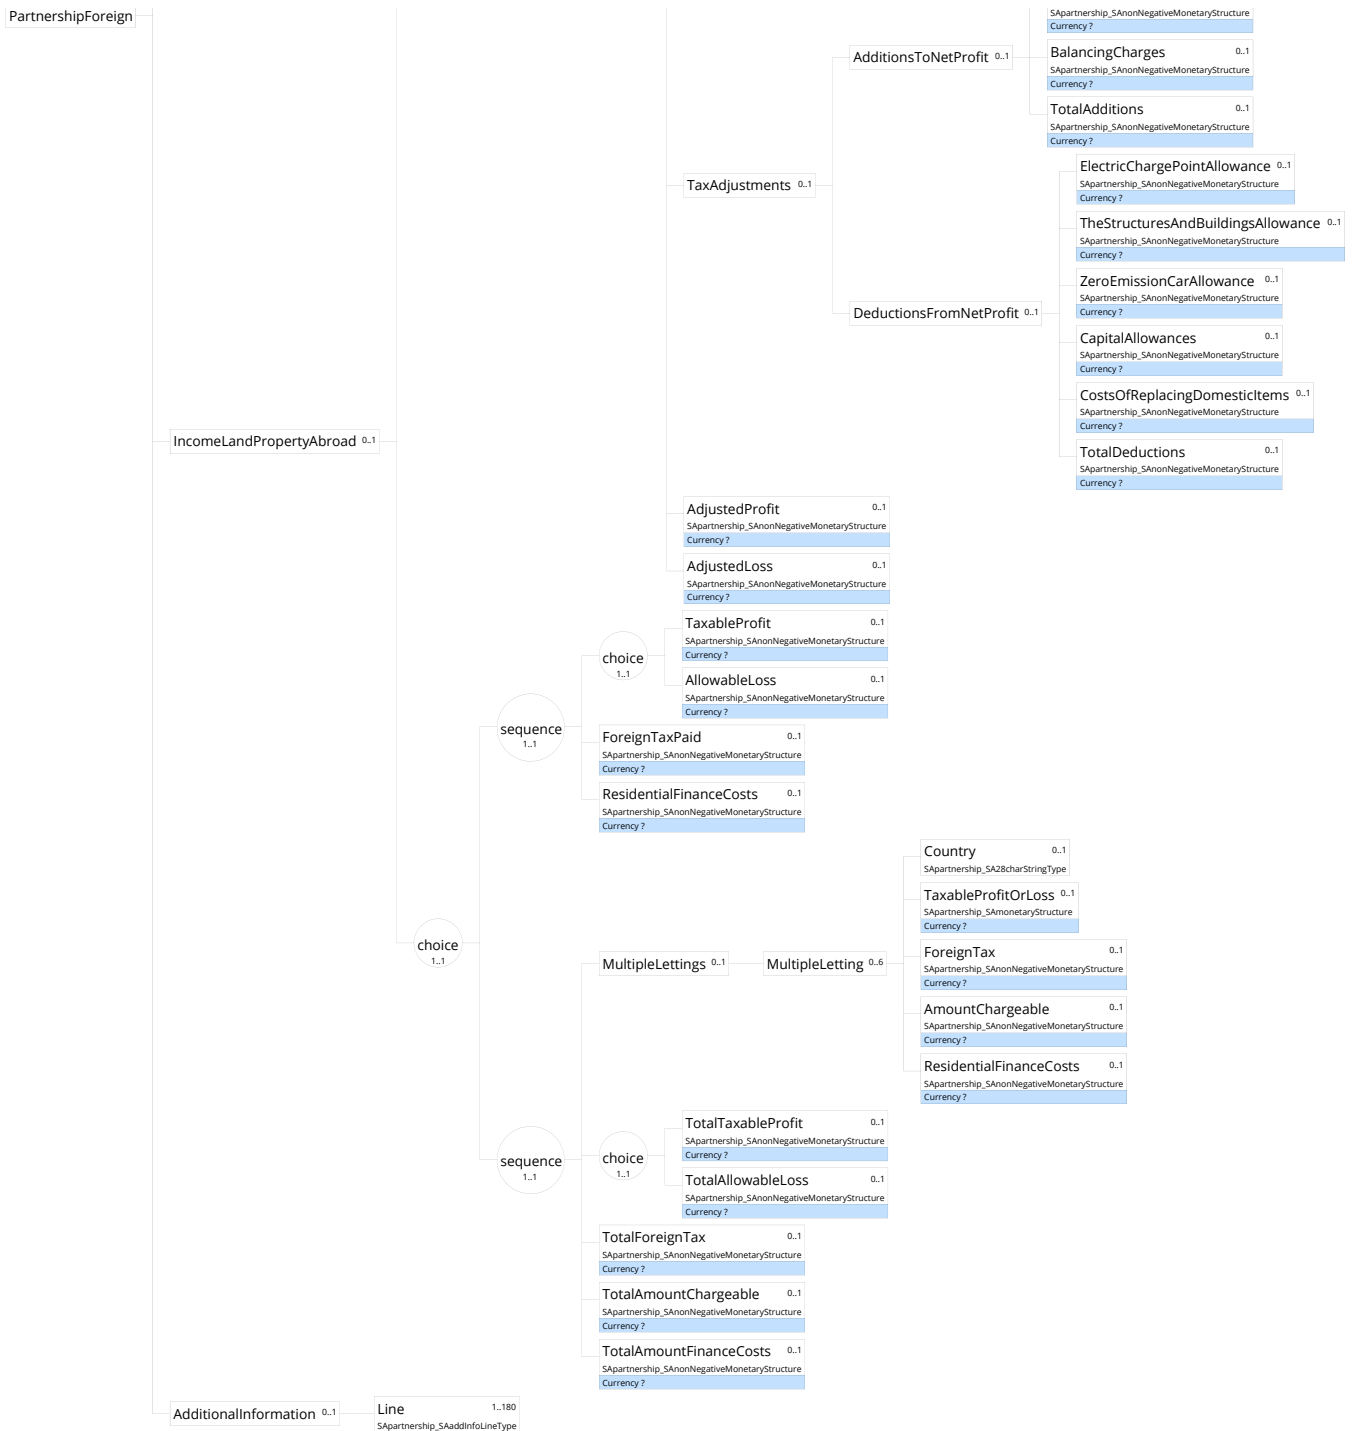 PartnershipForeign
SApartnership_SAnonNegativeMonetaryStructure
Currency ?
AdditionsToNetProfit 0..1
BalancingCharges 0..1
SApartnership_SAnonNegativeMonetaryStructure
Currency ?
TotalAdditions 0..1
SApartnership_SAnonNegativeMonetaryStructure
Currency ?
TaxAdjustments 0..1
ElectricChargePointAllowance 0..1
SApartnership_SAnonNegativeMonetaryStructure
Currency ?
TheStructuresAndBuildingsAllowance 0..1
SApartnership_SAnonNegativeMonetaryStructure
Currency ?
ZeroEmissionCarAllowance 0..1
SApartnership_SAnonNegativeMonetaryStructure
Currency ?
DeductionsFromNetProfit 0..1
CapitalAllowances 0..1
SApartnership_SAnonNegativeMonetaryStructure
Currency ?
CostsOfReplacingDomesticItems 0..1
SApartnership_SAnonNegativeMonetaryStructure
Currency ?
IncomeLandPropertyAbroad 0..1
TotalDeductions 0..1
SApartnership_SAnonNegativeMonetaryStructure
Currency ?
AdjustedProfit 0..1
SApartnership_SAnonNegativeMonetaryStructure
Currency ?
AdjustedLoss 0..1
SApartnership_SAnonNegativeMonetaryStructure
Currency ?
choice
1..1
TaxableProfit 0..1
SApartnership_SAnonNegativeMonetaryStructure
Currency ?
AllowableLoss 0..1
SApartnership_SAnonNegativeMonetaryStructure
Currency ?
sequence
1..1
ForeignTaxPaid 0..1
SApartnership_SAnonNegativeMonetaryStructure
Currency ?
ResidentialFinanceCosts 0..1
SApartnership_SAnonNegativeMonetaryStructure
Currency ?
choice
1..1
MultipleLettings 0..1
MultipleLetting 0..6
Country 0..1
SApartnership_SA28charStringType
TaxableProfitOrLoss 0..1
SApartnership_SAmonetaryStructure
Currency ?
ForeignTax 0..1
SApartnership_SAnonNegativeMonetaryStructure
Currency ?
AmountChargeable 0..1
SApartnership_SAnonNegativeMonetaryStructure
Currency ?
ResidentialFinanceCosts 0..1
SApartnership_SAnonNegativeMonetaryStructure
Currency ?
sequence
1..1
choice
1..1
TotalTaxableProfit 0..1
SApartnership_SAnonNegativeMonetaryStructure
Currency ?
TotalAllowableLoss 0..1
SApartnership_SAnonNegativeMonetaryStructure
Currency ?
TotalForeignTax 0..1
SApartnership_SAnonNegativeMonetaryStructure
Currency ?
TotalAmountChargeable 0..1
SApartnership_SAnonNegativeMonetaryStructure
Currency ?
TotalAmountFinanceCosts 0..1
SApartnership_SAnonNegativeMonetaryStructure
Currency ?
AdditionalInformation 0..1
Line 1..180
SApartnership_SAaddInfoLineType